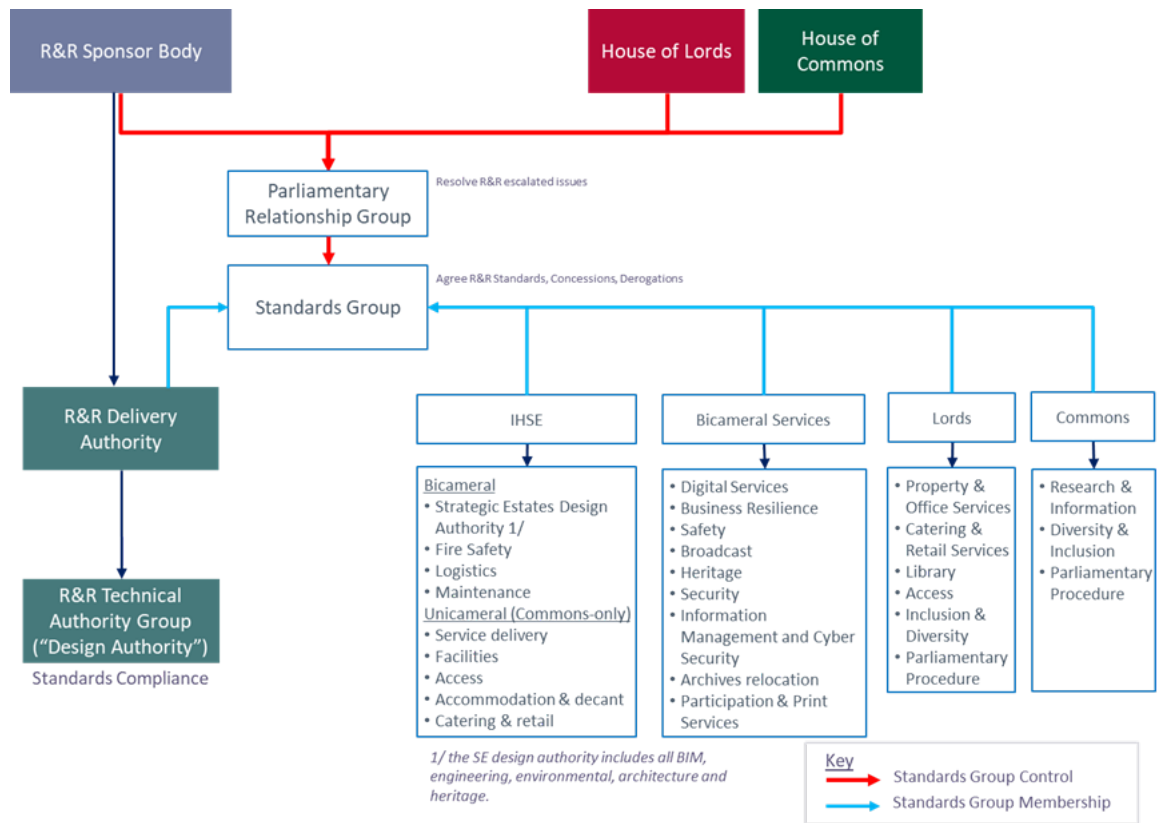 R&R Sponsor Body
House of Lords
House of
Commons
Parliamentary
Relationship Group
Resolve R&R escalated issues
Standards Group
Agree R&R Standards, Concessions, Derogations
R&R Delivery
Authority
R&R Technical
Authority Group
(“Design Authority”)
Standards Compliance
IHSE
Bicameral
• Strategic Estates Design
Authority 1/
• Fire Safety
• Logistics
• Maintenance
Unicameral (Commons-only)
• Service delivery
• Facilities
• Access
• Accommodation & decant
• Catering & retail
1/ the SE design authority includes all BIM,
engineering, environmental, architecture and
heritage.
Bicameral Services
• Digital Services
• Business Resilience
• Safety
• Broadcast
• Heritage
• Security
• Information
Management and Cyber
Security
• Archives relocation
• Participation & Print
Services
Lords
• Property &
Office Services
• Catering &
Retail Services
• Library
• Access
• Inclusion &
Diversity
• Parliamentary
Procedure
Commons
• Research &
Information
• Diversity &
Inclusion
• Parliamentary
Procedure
Key
Standards Group Control
Standards Group Membership